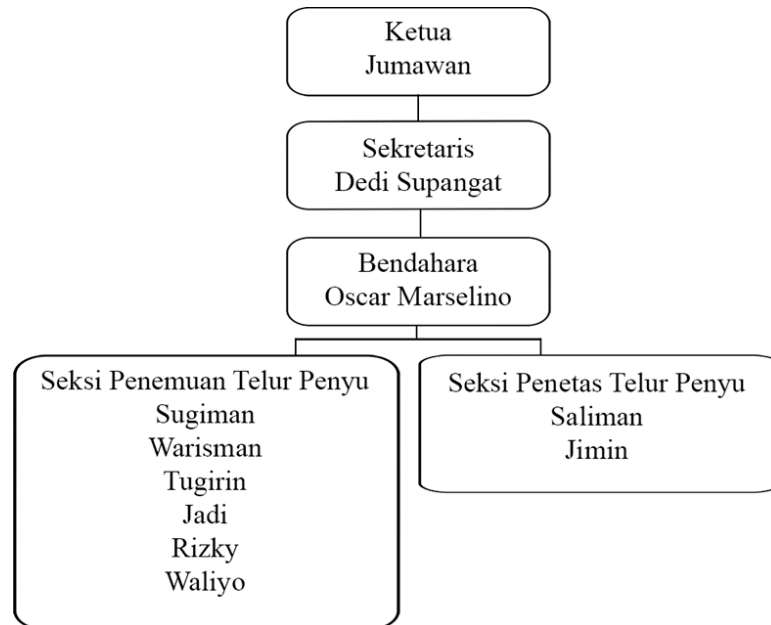 Ketua
Jumawan
Sekretaris
Dedi Supangat
Bendahara
Oscar Marselino
Seksi Penemuan Telur Penyu
Sugiman
Warisman
Tugirin
Jadi
Rizky
Waliyo
Seksi Penetas Telur Penyu
Saliman
Jimin